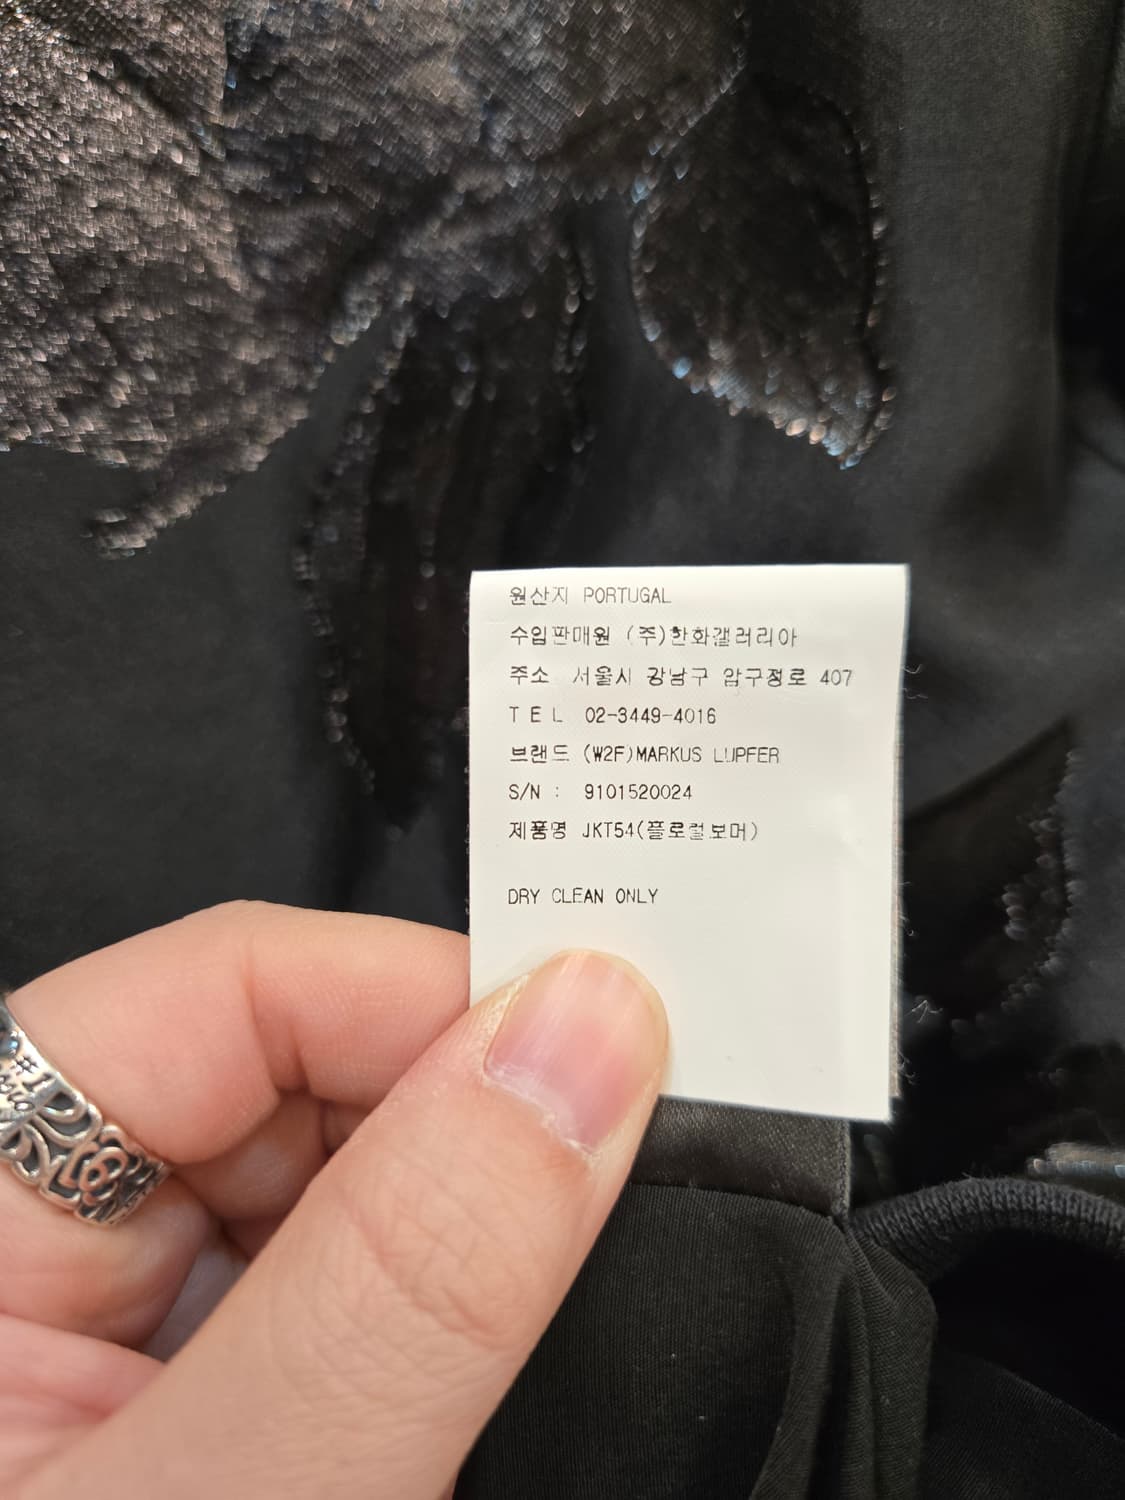 원산지 PORTUGAL
수입판매원 (주)한화갤러리아
주소 서울시 강남구 압구정로 407
TEL 02-3449-4016
브랜드 (W2F)MARKUS LUPFER
S/N : 9101520024
제품명 JKT54(플로럴보머)
DRY CLEAN ONLY
#1